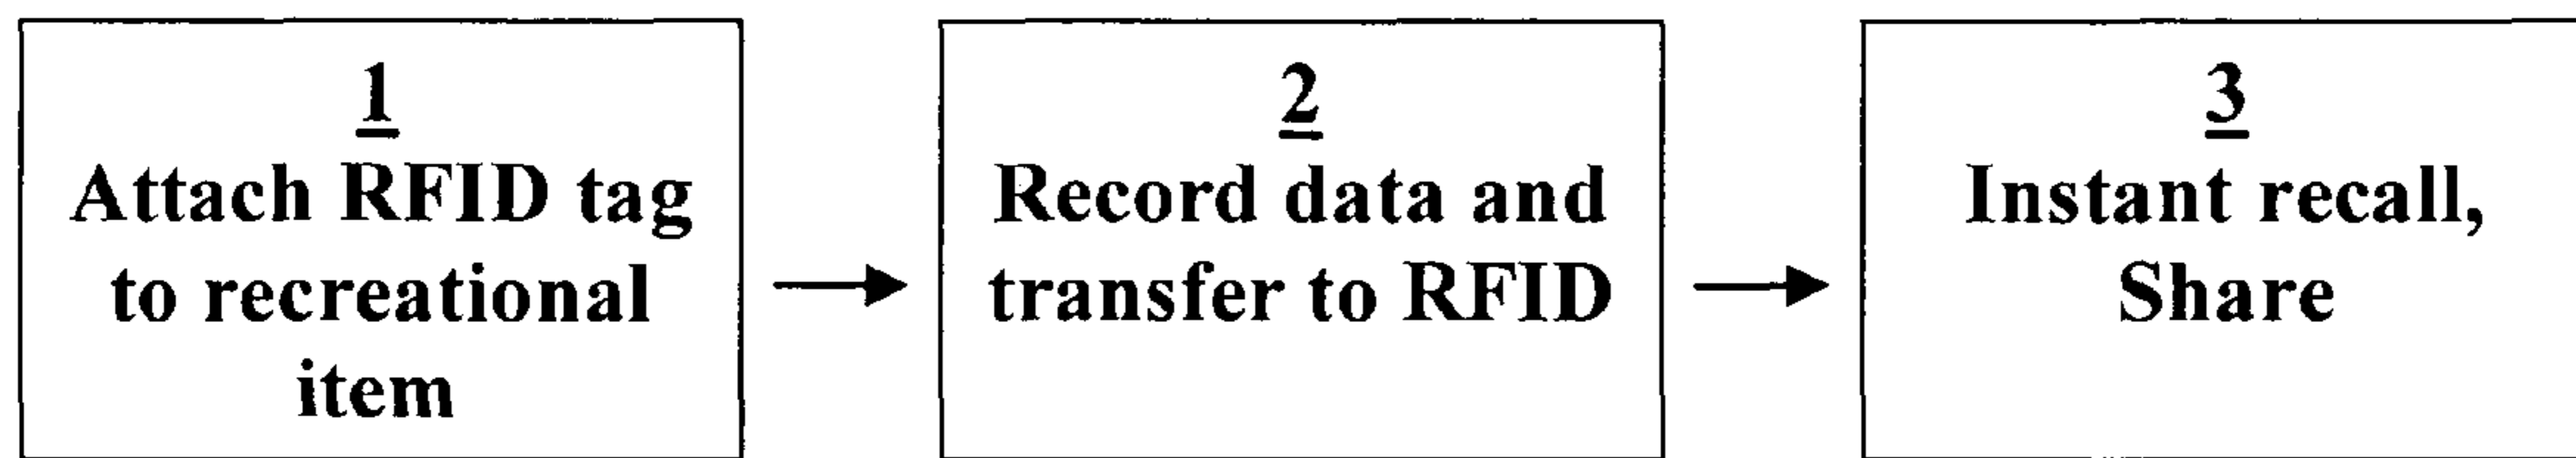 1
Attach RFID tag
to recreational
item
2
Record data and
transfer to RFID
3
Instant recall,
Share